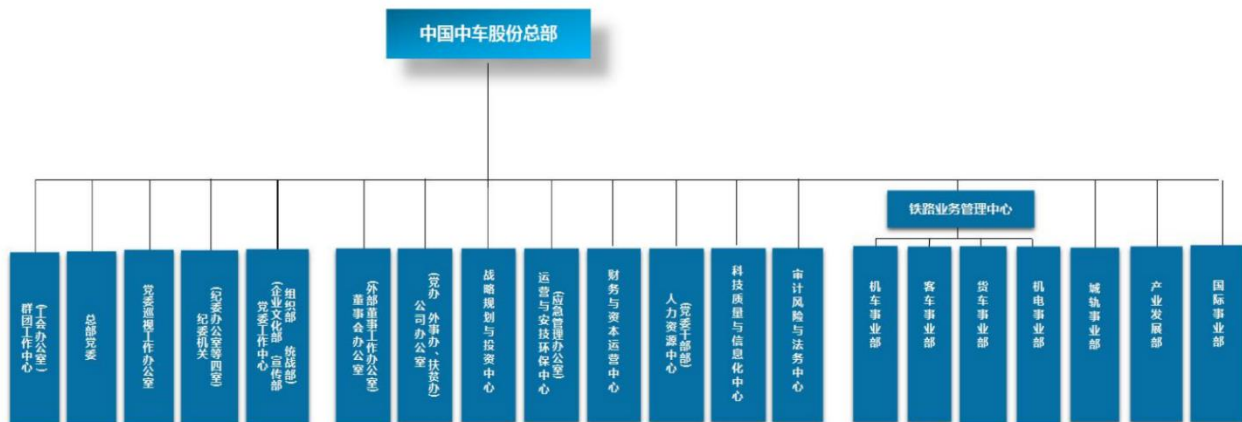 中国中车股份总部
铁路业务管理中心
群团工作中心
(工会办公室)
总部党委
党委巡视工作办公室
纪委机关
(纪委办公室等四室)
党委工作中心
(企业文化部 (宣传部
组织部 统战部)
董事会办公室
(外部董事工作办公室)
公司办公室
(党办 外事办、扶贫办)
战略规划与投资中心
运营与安技环保中心
(应急管理办公室)
财务与资本运营中心
人力资源中心
(党委干部部)
科技质量与信息化中心
审计风险与法务中心
机车事业部
客车事业部
货车事业部
机电事业部
城轨事业部
产业发展部
国际事业部